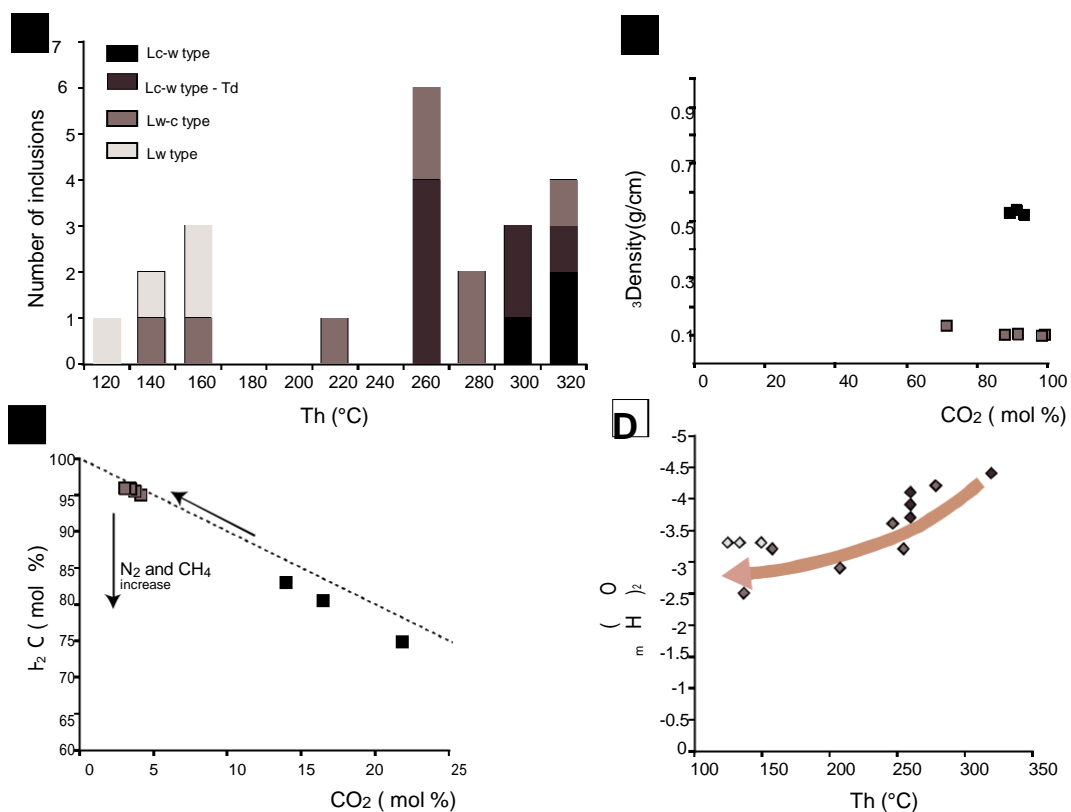 7
6
5
4
3
2
1
0
Number of inclusions
Lc-w type
Lc-w type - Td
Lw-c type
Lw type
120 140 160 180 200 220 240 260 280 300 320
Th (°C)
0.9
0.7
0.5
0.3
0.1
3Density(g/cm)
0 20 40 60 80 100
CO2 ( mol %)
100
95
90
85
80
75
70
65
60
( mol %)
N2 and CH4
increase
0 5 10 15 20 25
CO2 ( mol %)
D
-5
-4.5
-4
-3.5
-3
-2.5
-2
-1.5
-1
-0.5
0
m ( H O )2
100 150 200 250 300 350
Th (°C)